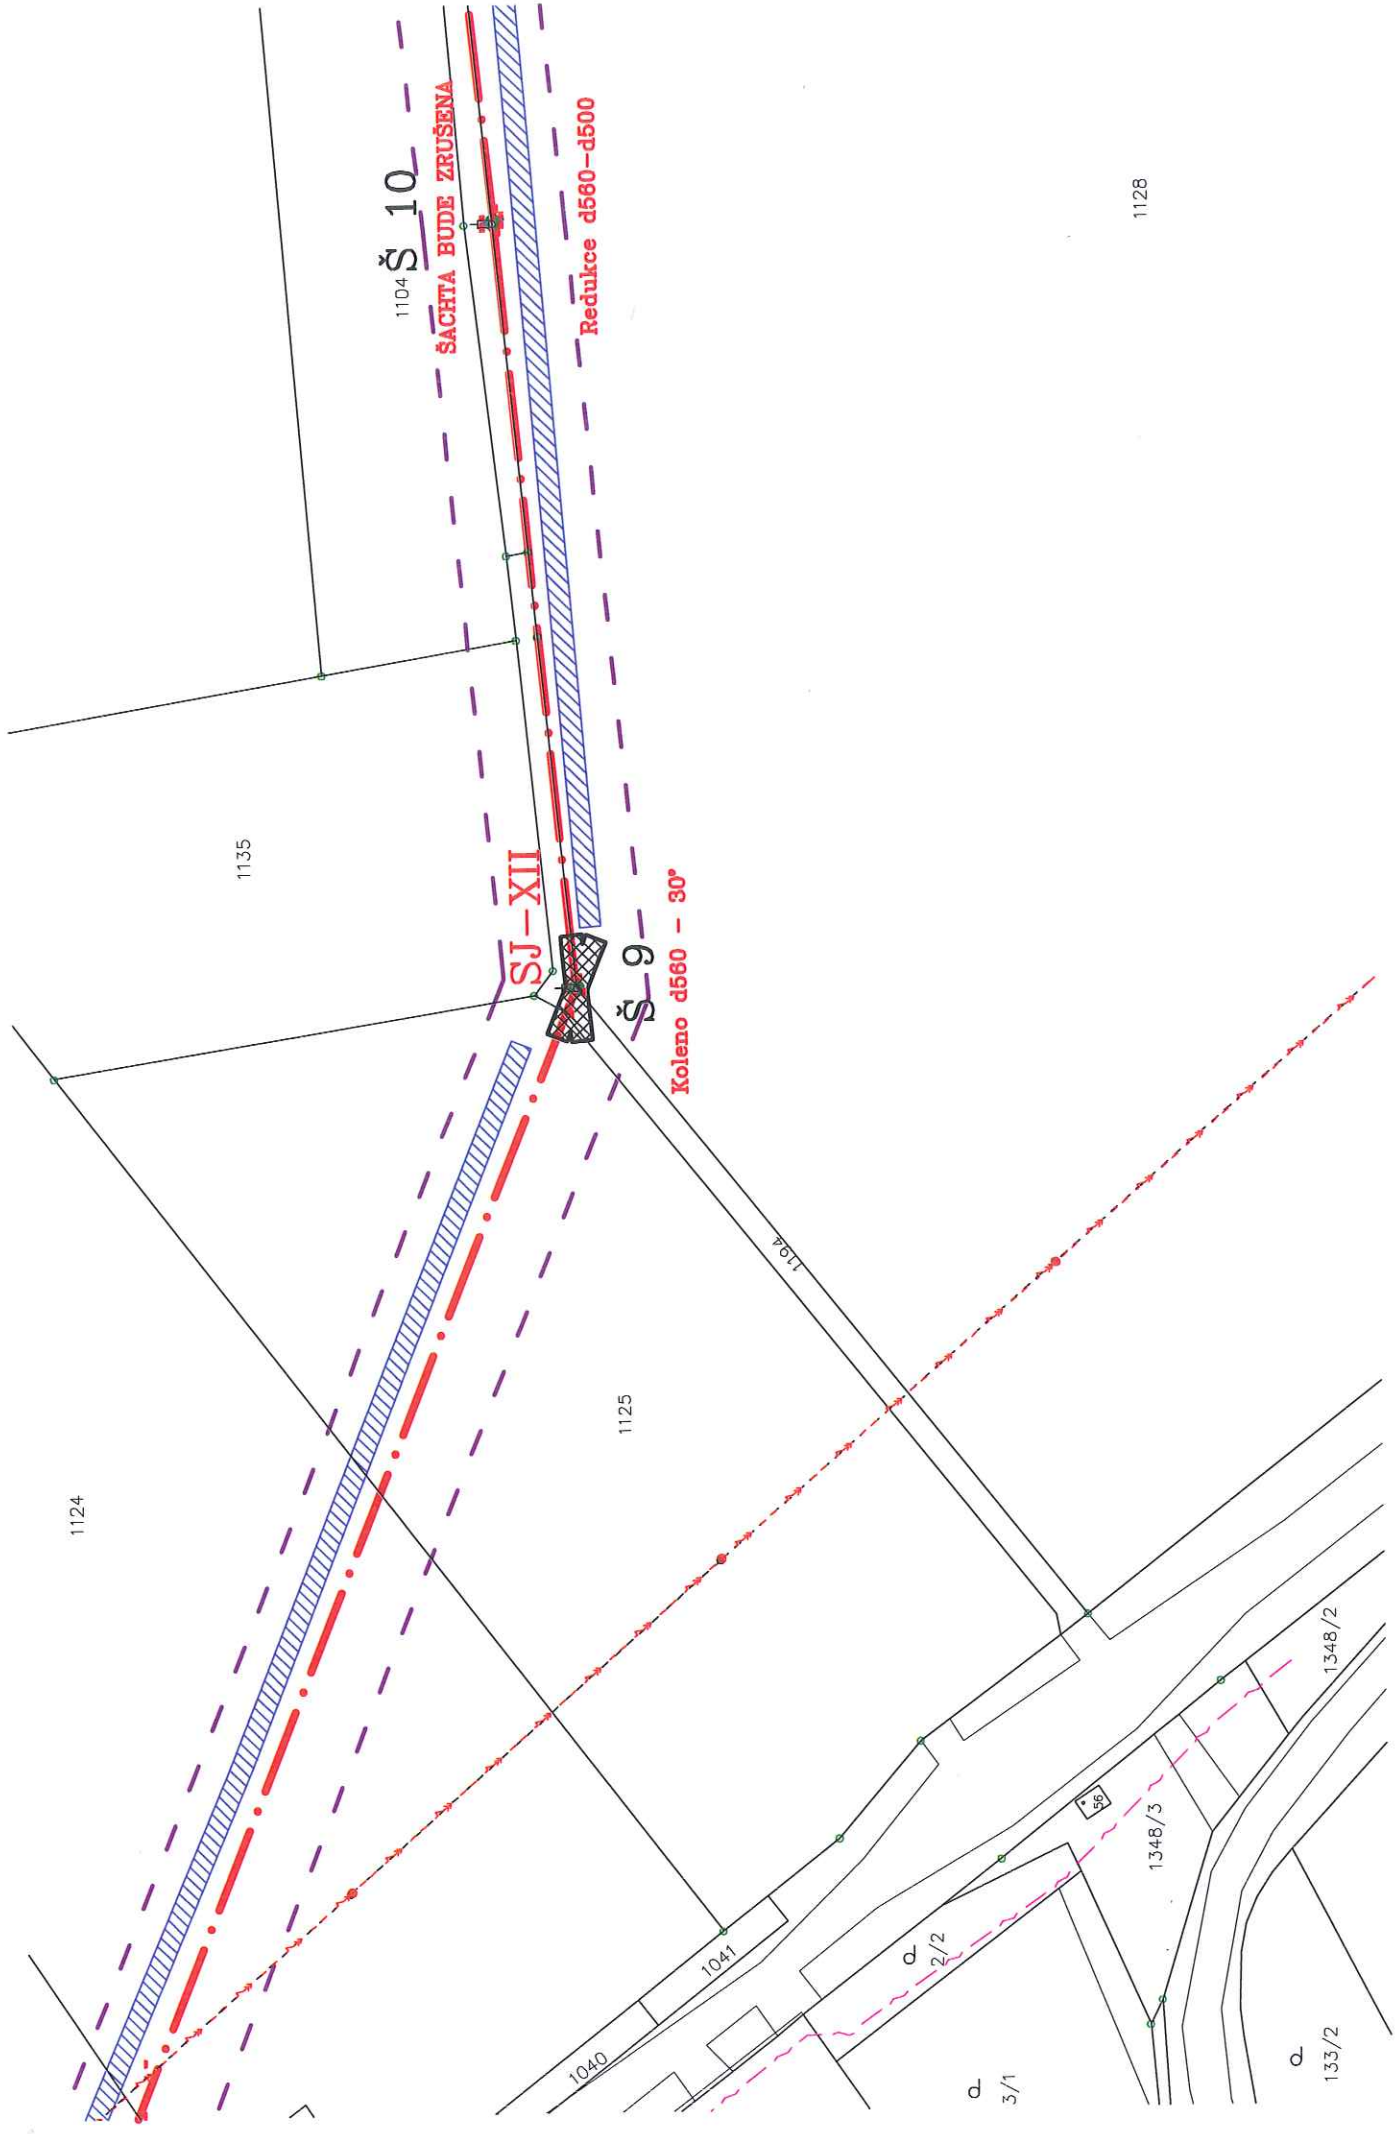 Š 10
1104
ŠACHTA BUDE ZRUŠENA
Redukce d560-d500
1128
1135
SJ-XII
Š 9
Koleno d560 - 30°
1194
1125
1124
1348/2
56
1348/3
1041
2/2
1040
3/1
133/2